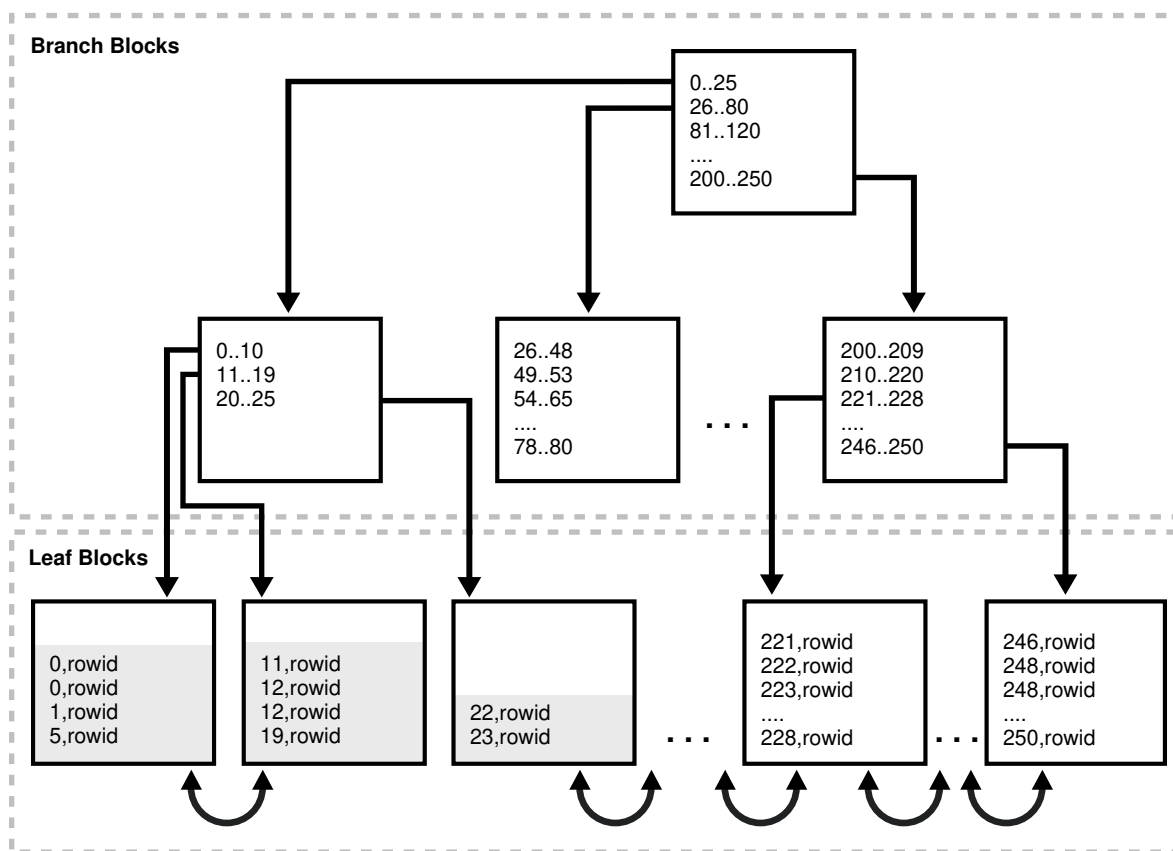 Branch Blocks
0..25
26..80
81..120
....
200..250
0..10
11..19
20..25
26..48
49..53
54..65
....
78..80
. . .
200..209
210..220
221..228
....
246..250
Leaf Blocks
0,rowid
0,rowid
1,rowid
5,rowid
11,rowid
12,rowid
12,rowid
19,rowid
22,rowid
23,rowid
. . .
221,rowid
222,rowid
223,rowid
....
228,rowid
. . .
246,rowid
248,rowid
248,rowid
....
250,rowid